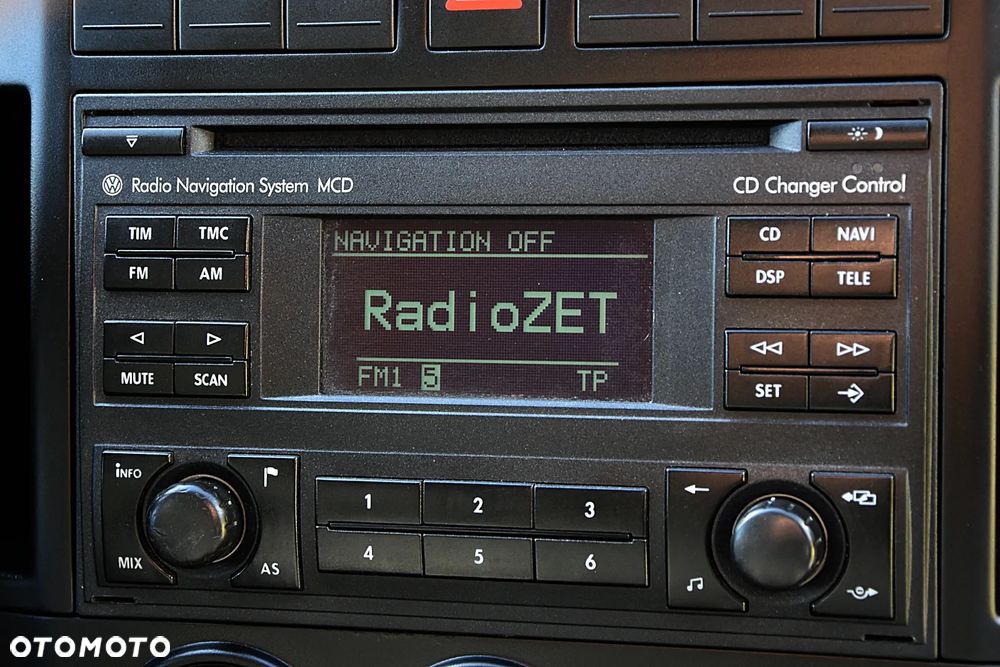 Radio Navigation System MCD
CD Changer Control
TIM TMC
FM AM
NAVIGATION OFF
RadioZET
FM1 5 TP
CD NAVI
DSP TELE
MUTE SCAN
SET
INFO
MIX
AS
1 2 3
4 5 6
OTOMOTO